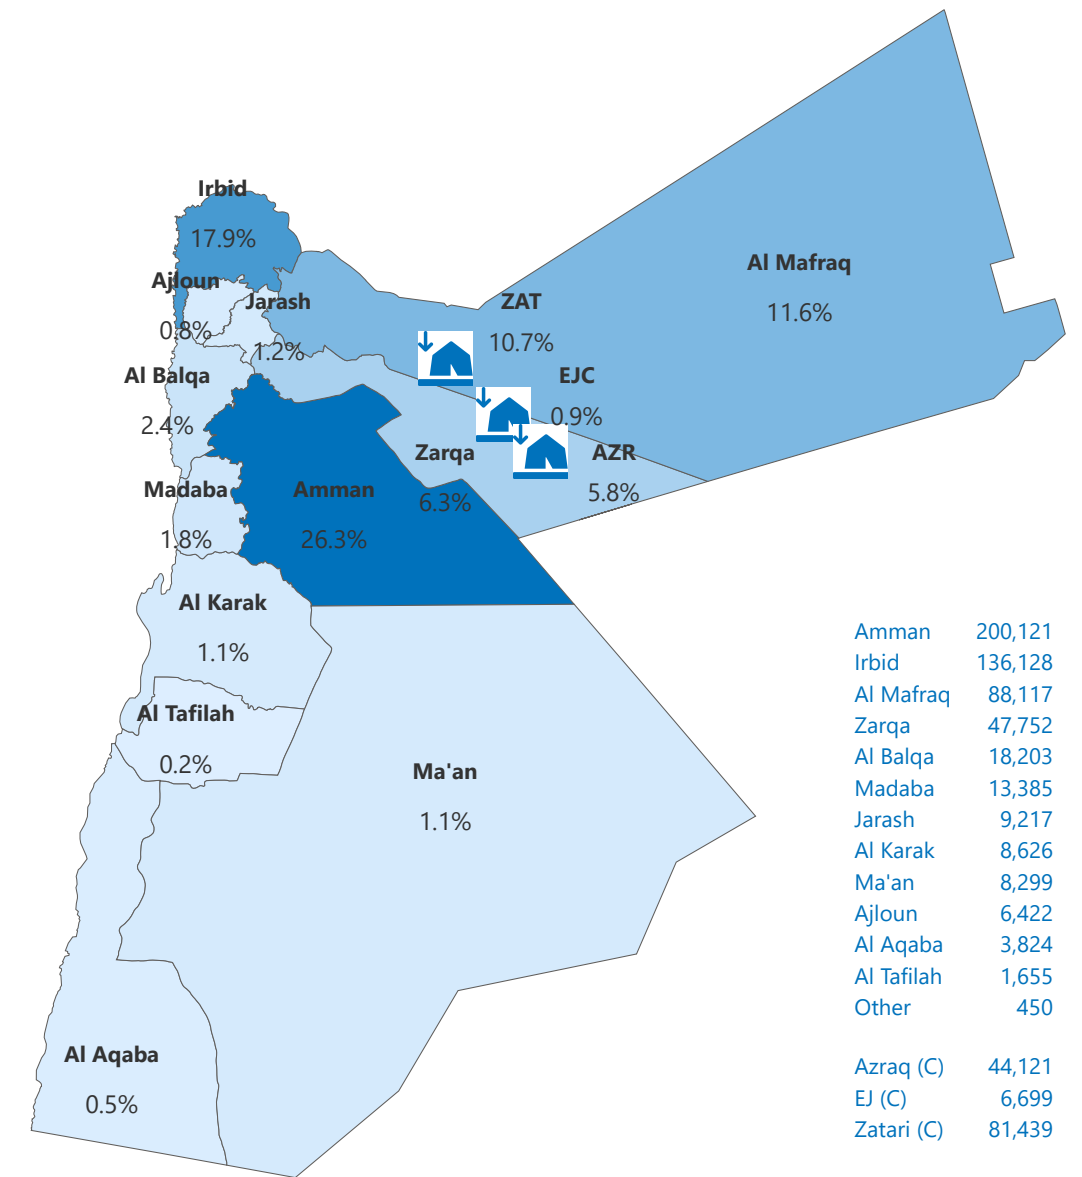 Irbid
17.9%
Ajloun
0.8%
Jarash
1.2%
Al Mafraq
11.6%
ZAT
10.7%
EJC
0.9%
Al Balqa
2.4%
Zarqa
6.3%
AZR
5.8%
Madaba
1.8%
Amman
26.3%
Al Karak
1.1%
Al Tafilah
0.2%
Ma'an
1.1%
Al Aqaba
0.5%
Amman 200,121
Irbid 136,128
Al Mafraq 88,117
Zarqa 47,752
Al Balqa 18,203
Madaba 13,385
Jarash 9,217
Al Karak 8,626
Ma'an 8,299
Ajloun 6,422
Al Aqaba 3,824
Al Tafilah 1,655
Other 450
Azraq (C) 44,121
EJ (C) 6,699
Zatari (C) 81,439